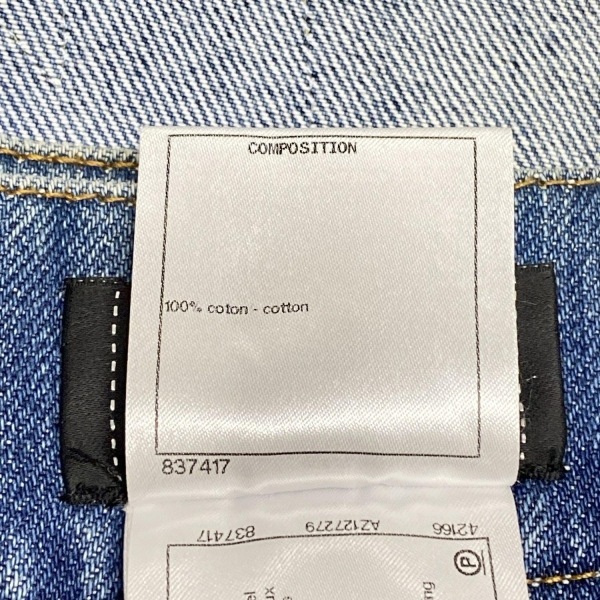 COMPOSITION
100% coton - cotton
837417
42166 AZ127279 837417
P